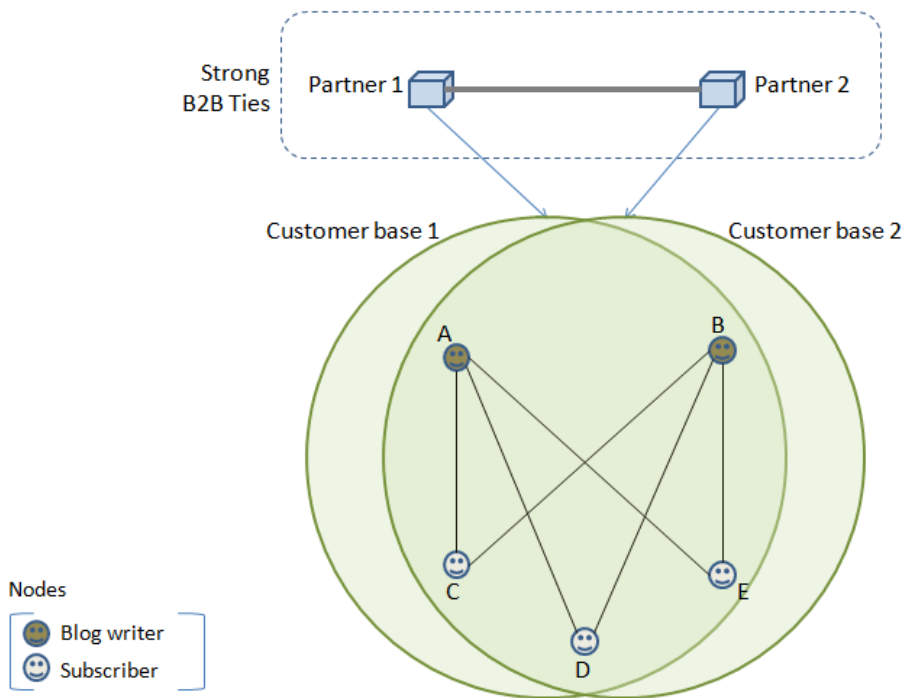 Strong
B2B Ties
Partner 1
Partner 2
Customer base 1
Customer base 2
A
B
C
E
D
Nodes
Blog writer
Subscriber